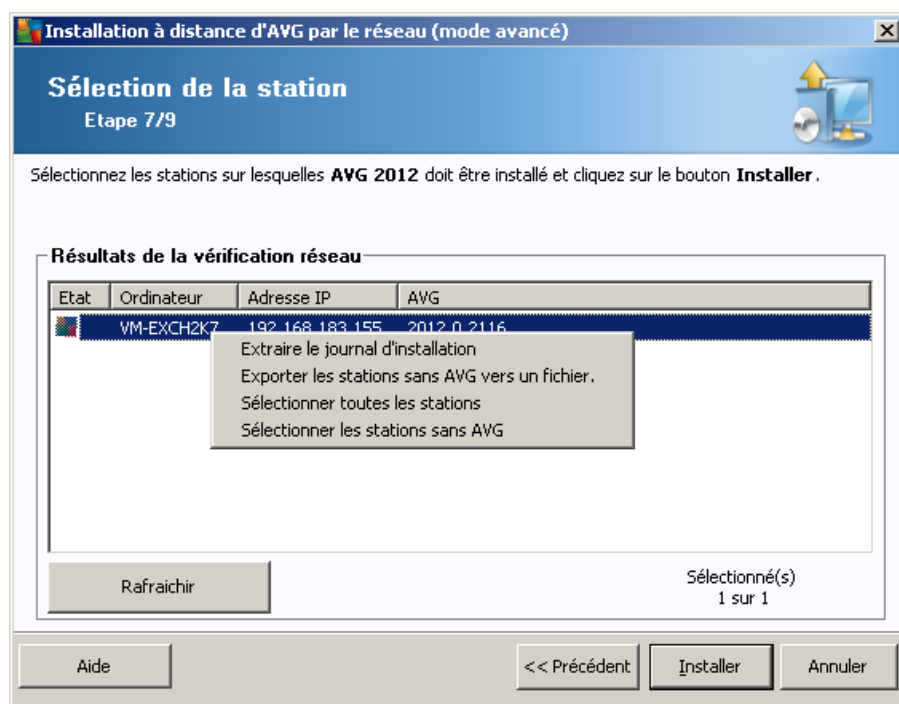 Installation à distance d'AVG par le réseau (mode avancé)
Sélection de la station
Etape 7/9
Sélectionnez les stations sur lesquelles AVG 2012 doit être installé et cliquez sur le bouton Installer.
Résultats de la vérification réseau
Etat Ordinateur Adresse IP AVG
VM-EXCH2K7 192.168.183.155 2012.0.2116
Extraire le journal d'installation
Exporter les stations sans AVG vers un fichier.
Sélectionner toutes les stations
Sélectionner les stations sans AVG
Rafraichir
Sélectionné(s)
1 sur 1
Aide
<< Précédent
Installer
Annuler